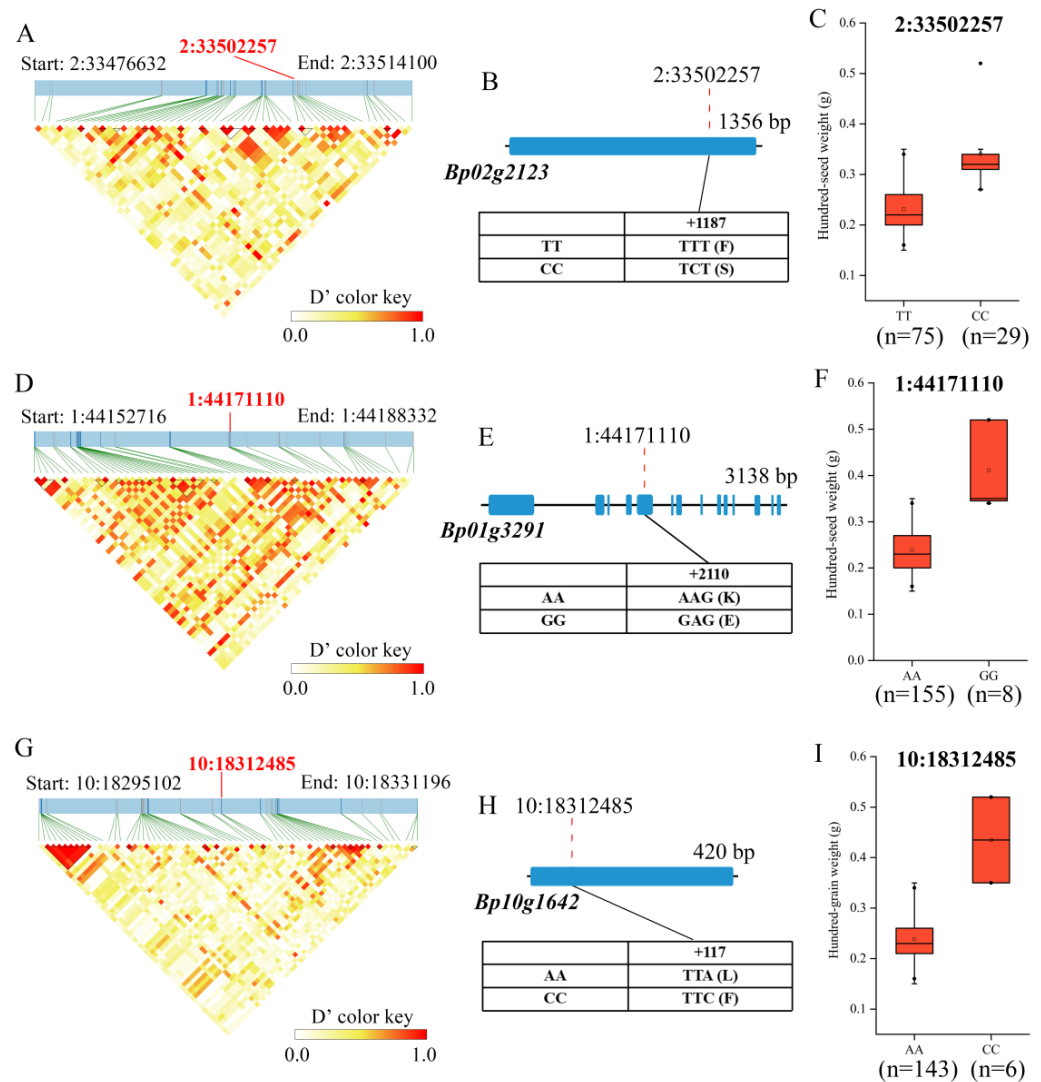 A
2:33502257
Start: 2:33476632
End: 2:33514100
D’ color key
0.0
1.0
B
2:33502257
1356 bp
Bp02g2123
+1187
TT
TTT (F)
CC
TCT (S)
C
2:33502257
Hundred-seed weight (g)
0.6
0.5
0.4
0.3
0.2
0.1
TT
CC
(n=75)
(n=29)
D
1:44171110
Start: 1:44152716
End: 1:44188332
D’ color key
0.0
1.0
E
1:44171110
3138 bp
Bp01g3291
+2110
AA
AAG (K)
GG
GAG (E)
F
1:44171110
Hundred-seed weight (g)
0.6
0.5
0.4
0.3
0.2
0.1
0.0
AA
GG
(n=155)
(n=8)
G
10:18312485
Start: 10:18295102
End: 10:18331196
D’ color key
0.0
1.0
H
10:18312485
420 bp
Bp10g1642
+117
AA
TTA (L)
CC
TTC (F)
I
10:18312485
Hundred-grain weight (g)
0.6
0.5
0.4
0.3
0.2
0.1
AA
CC
(n=143)
(n=6)